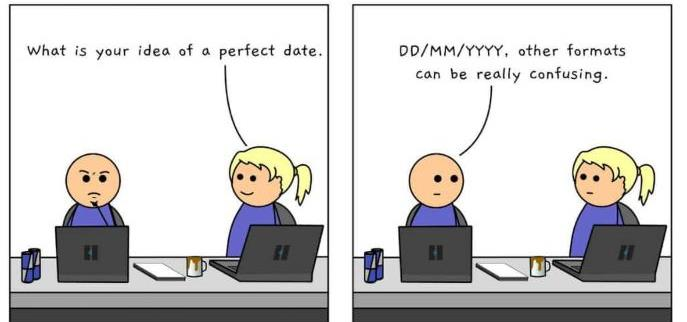 What is your idea of a perfect date.
DD/MM/YYYY, other formats
can be really confusing.